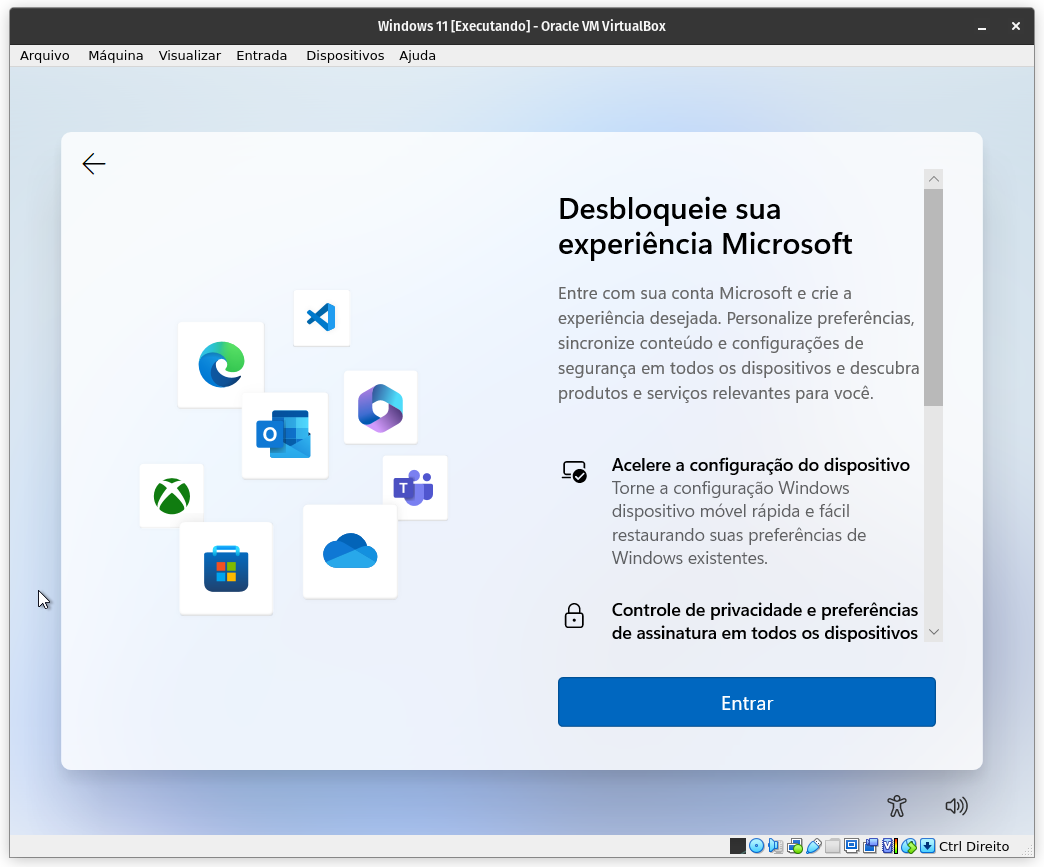 Windows 11 [Executando] - Oracle VM VirtualBox
Arquivo Máquina Visualizar Entrada Dispositivos Ajuda
Desbloqueie sua
experiência Microsoft
Entre com sua conta Microsoft e crie a
experiência desejada. Personalize preferências,
sincronize conteúdo e configurações de
segurança em todos os dispositivos e descubra
produtos e serviços relevantes para você.
Acelere a configuração do dispositivo
Torne a configuração Windows
dispositivo móvel rápida e fácil
restaurando suas preferências de
Windows existentes.
Controle de privacidade e preferências
de assinatura em todos os dispositivos
Entrar
Ctrl Direito